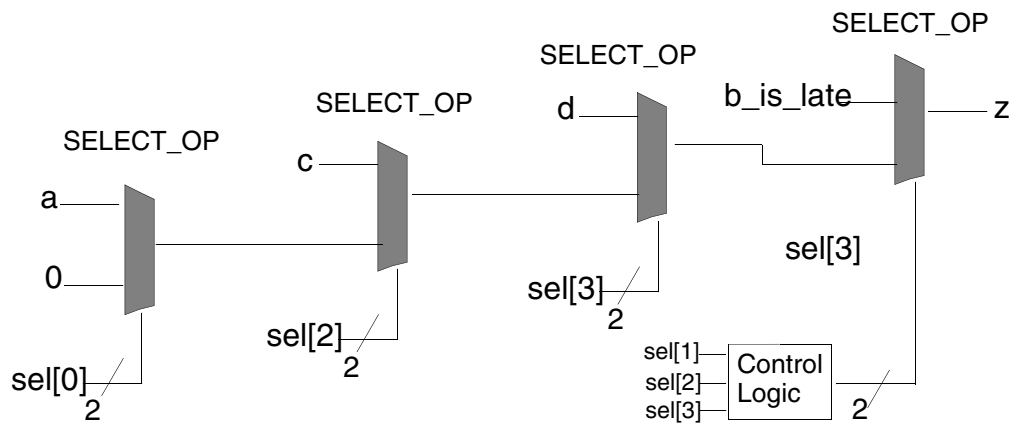 SELECT_OP
SELECT_OP
SELECT_OP
SELECT_OP
b_is_late
d
z
c
a
0
sel[3]
sel[3]
2
sel[2]
2
sel[1]
sel[2]
sel[3]
Control
Logic
2
sel[0]
2